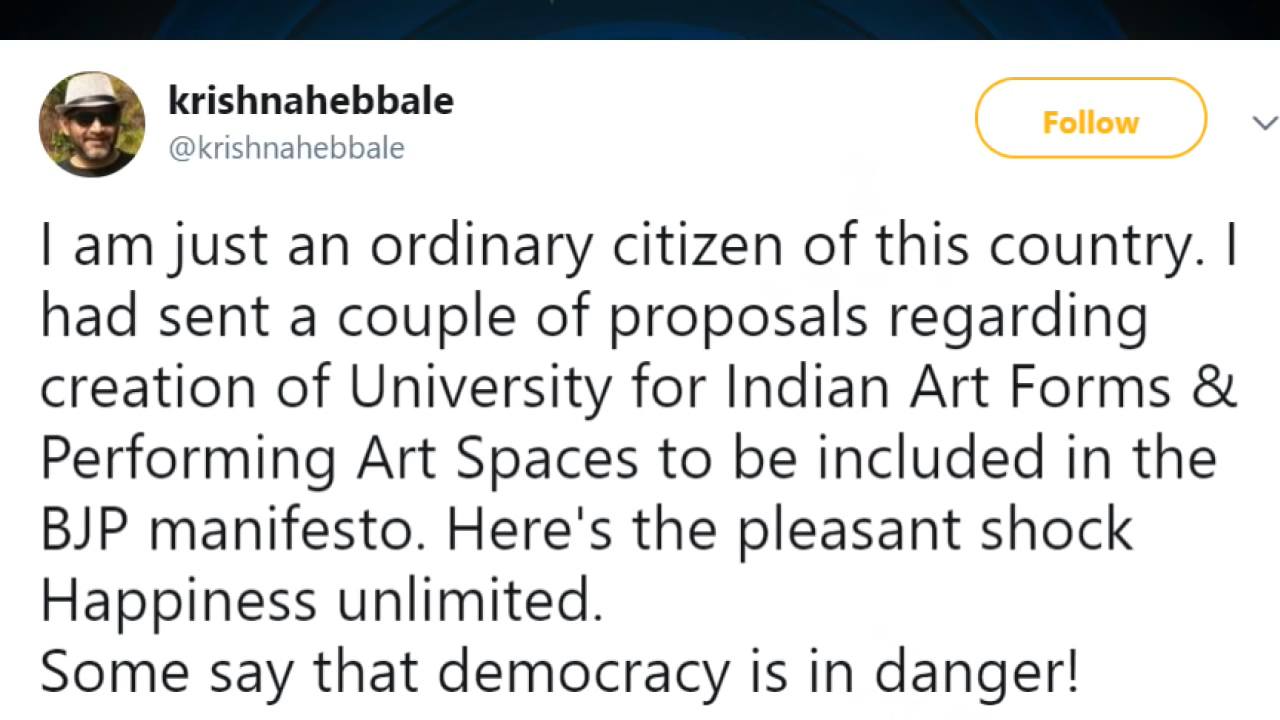 krishnahebbale
@krishnahebbale
Follow
I am just an ordinary citizen of this country. I
had sent a couple of proposals regarding
creation of University for Indian Art Forms &
Performing Art Spaces to be included in the
BJP manifesto. Here's the pleasant shock
Happiness unlimited.
Some say that democracy is in danger!